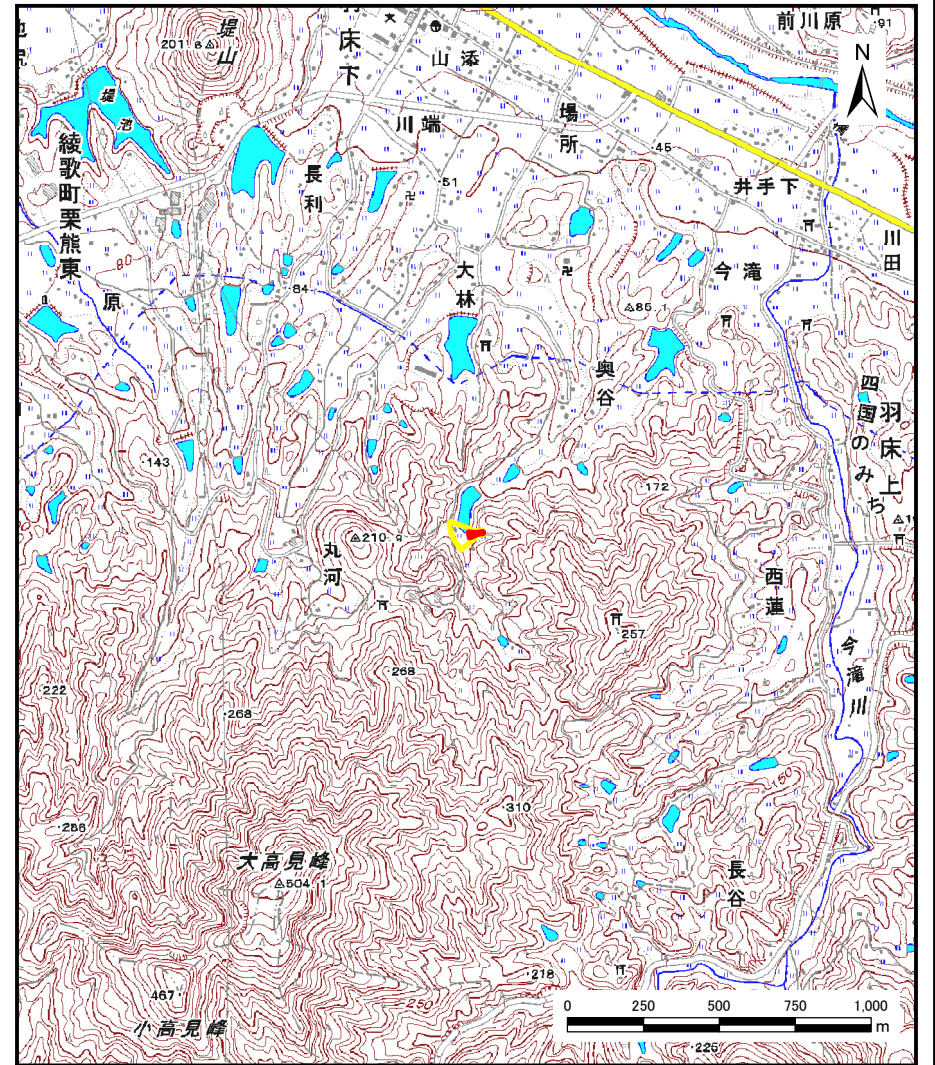 床下
前川原
91
201.8
堤山
山添
N
堤池
川端
場所
45
綾歌町栗熊東
長利
51
井手下
川田
80
原
84
大林
今滝
85.1
奥谷
四国のみち
羽床上
143
172
210.9
丸河
西蓮
257
今滝川
222
268
268
150
286
310
大高見峰
504.1
長谷
218
467
250
小高見峰
225
0 250 500 750 1,000
m